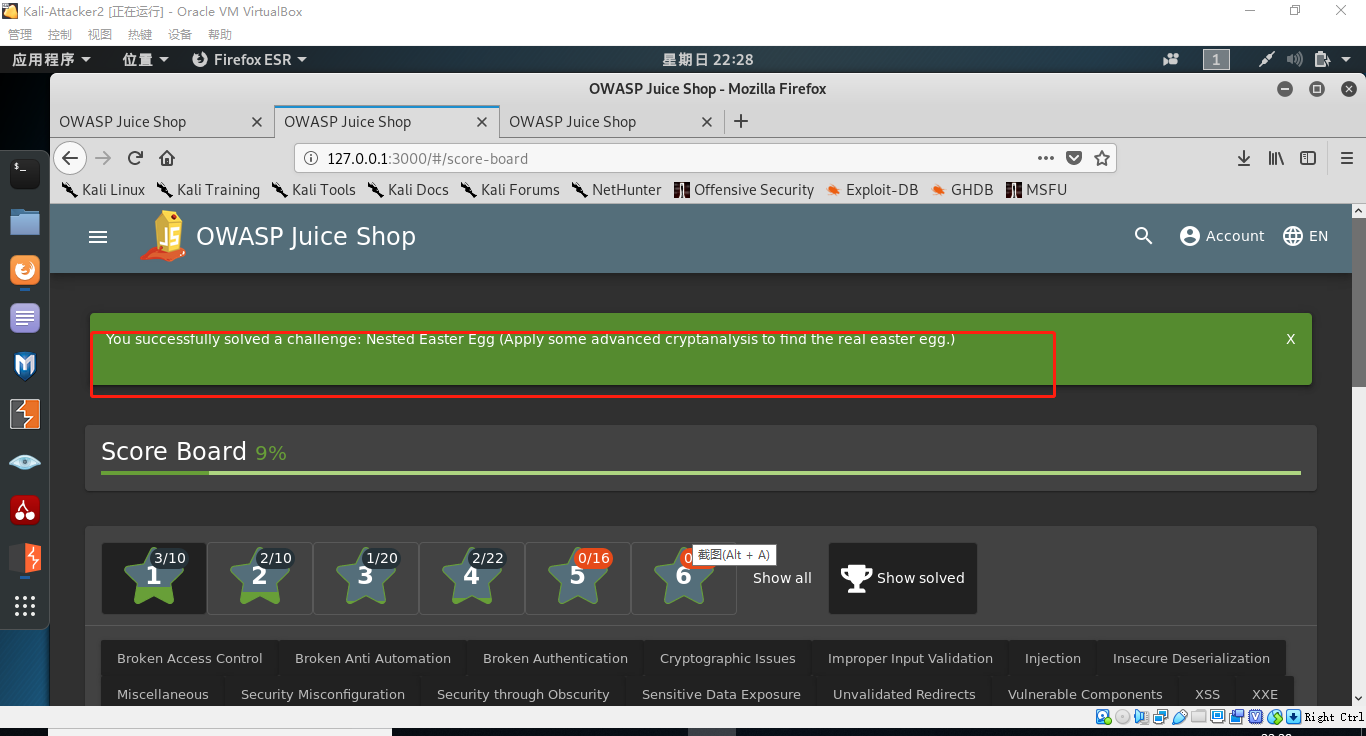 Kali-Attacker2 [正在运行] - Oracle VM VirtualBox
管理 控制 视图 热键 设备 帮助
应用程序 位置 Firefox ESR 星期日 22:28 1
OWASP Juice Shop - Mozilla Firefox
OWASP Juice Shop OWASP Juice Shop OWASP Juice Shop
127.0.0.1:3000/#/score-board
Kali Linux Kali Training Kali Tools Kali Docs Kali Forums NetHunter Offensive Security Exploit-DB GHDB MSFU
JS OWASP Juice Shop Account EN
You successfully solved a challenge: Nested Easter Egg (Apply some advanced cryptanalysis to find the real easter egg.) X
Score Board 9%
3/10 2/10 1/20 2/22 0/16 0
截图(Alt + A)
1 2 3 4 5 6 Show all Show solved
Broken Access Control Broken Anti Automation Broken Authentication Cryptographic Issues Improper Input Validation Injection Insecure Deserialization
Miscellaneous Security Misconfiguration Security through Obscurity Sensitive Data Exposure Unvalidated Redirects Vulnerable Components XSS XXE
Right Ctrl